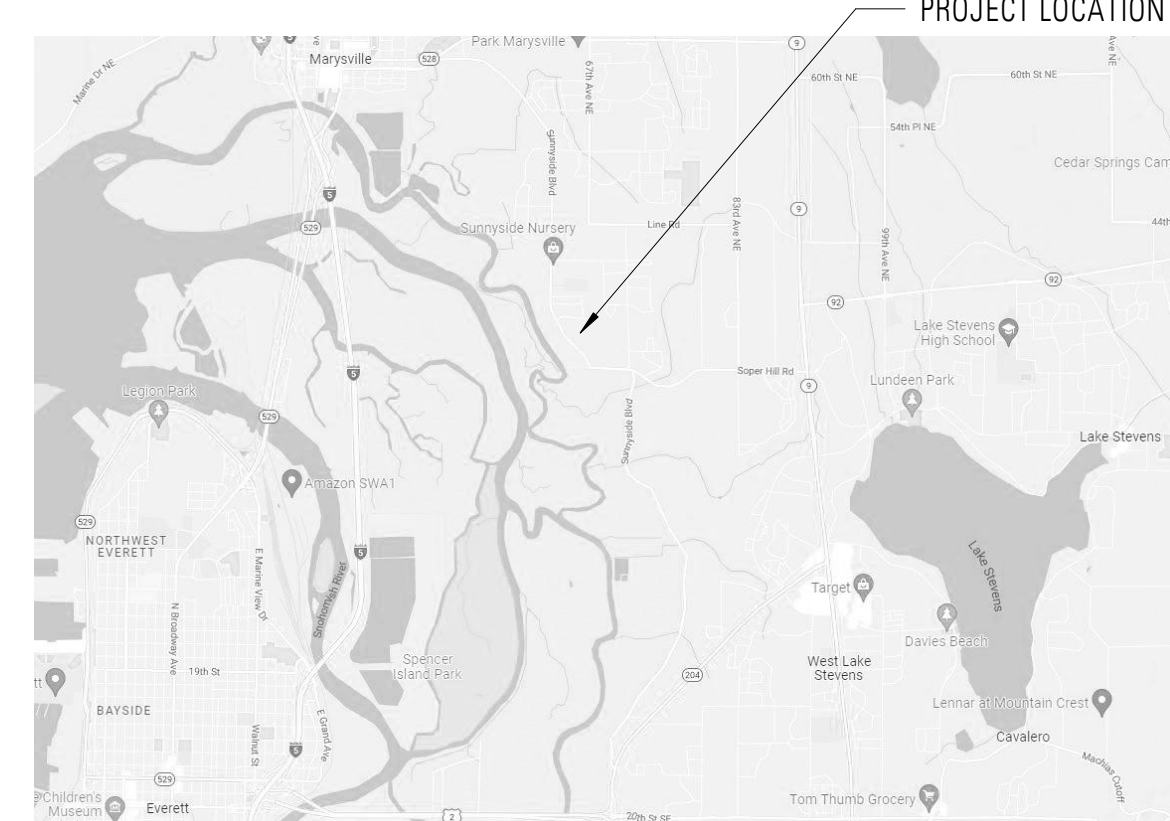 PROJECT LOCATION
Park Marysville
Marysville
528
9
5
Marine Dr NE
67th Ave NE
60th St NE
60th St NE
Ave NE
54th Pl NE
Cedar Springs Cam
Sunnyside Blvd
5
83rd Ave NE
9
44th
Line Rd
Sunnyside Nursery
529
99th Ave NE
92
92
Lake Stevens
High School
5
Soper Hill Rd
9
Lundeen Park
Legion Park
529
Sunnyside Blvd
Lake Stevens
Amazon SWA1
529
NORTHWEST
EVERETT
5
E Marine View Dr
Snohomish River
Lake Stevens
Target
N Broadway Ave
Davies Beach
Spencer
Island Park
West Lake
Stevens
19th St
204
tt
Lennar at Mountain Crest
BAYSIDE
E Grand Ave
Walnut St
5
Cavalero
Machias Cutoff
529
e Children's
Museum
Everett
Tom Thumb Grocery
2
20th St SE